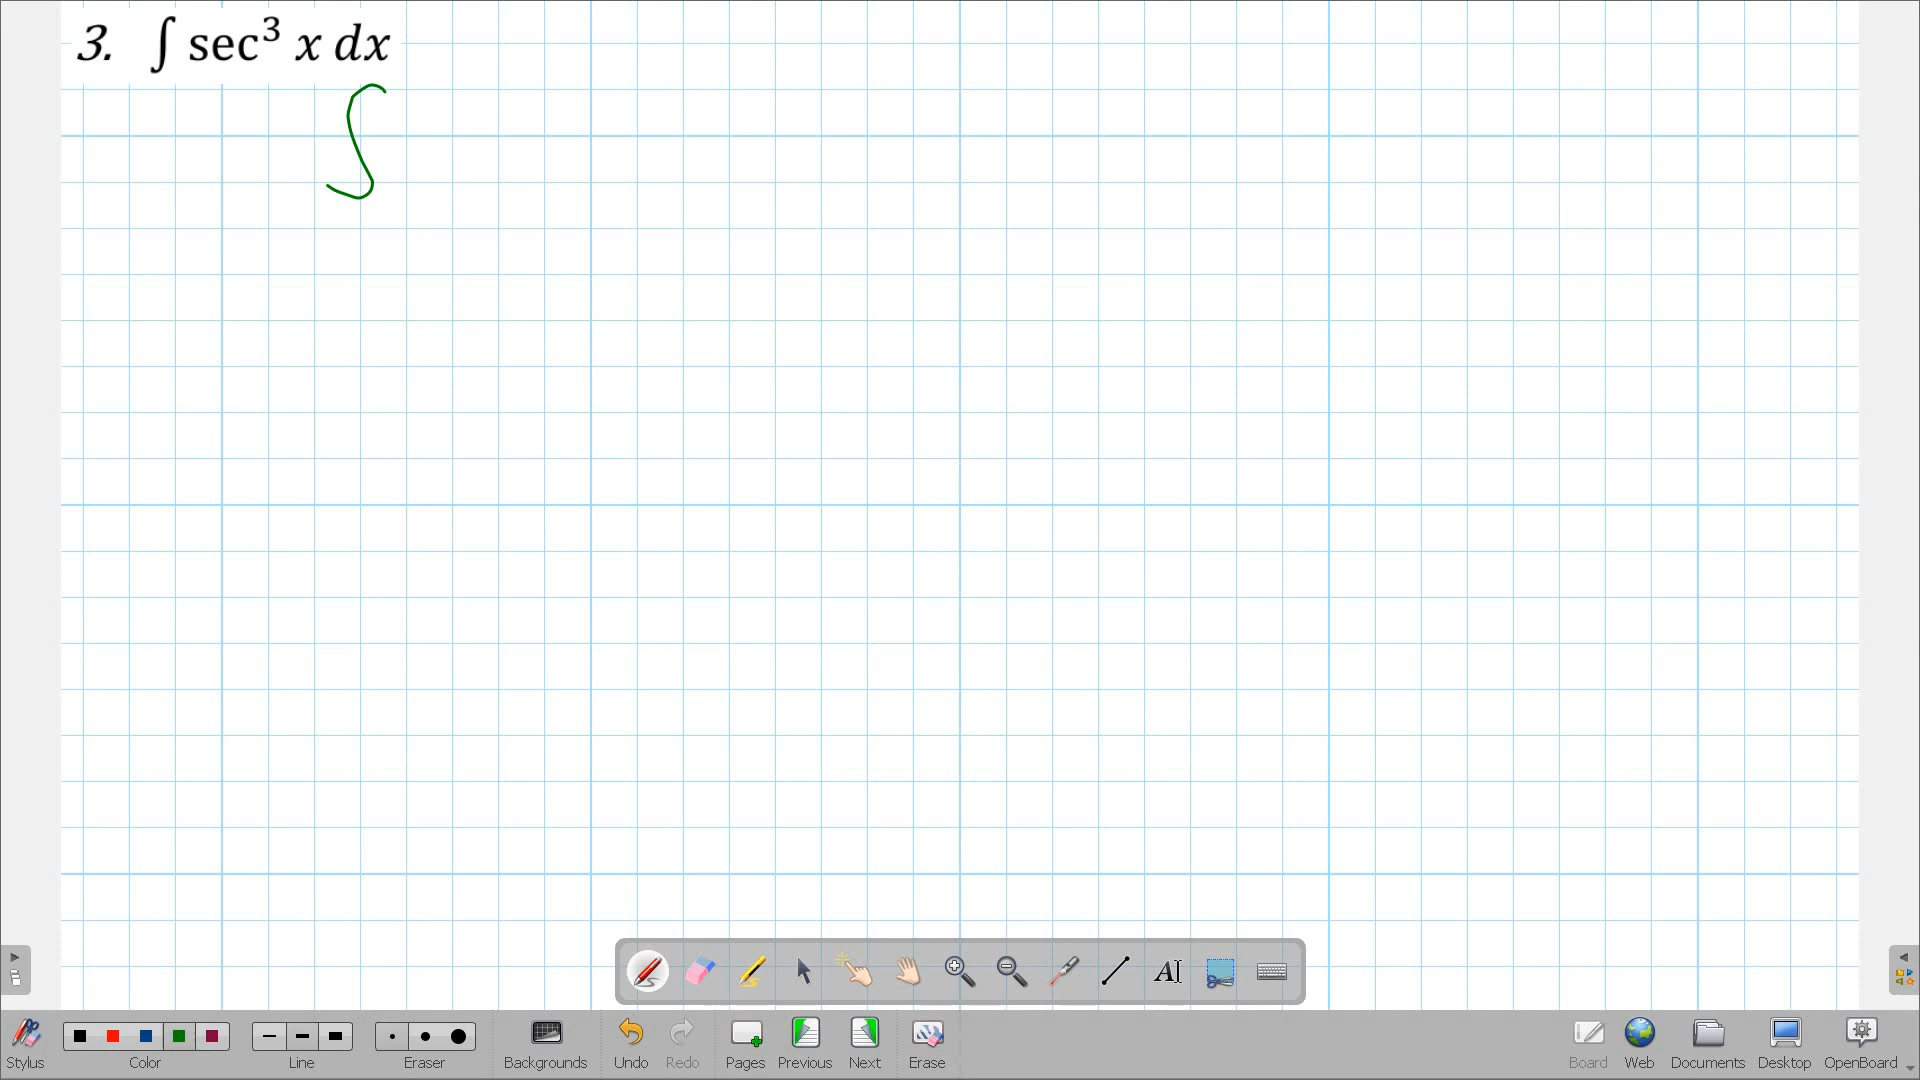 3. ∫ sec³ x dx
∫
Stylus
Color
Line
Eraser
Backgrounds
Undo
Redo
Pages
Previous
Next
Erase
Board
Web
Documents
Desktop
OpenBoard